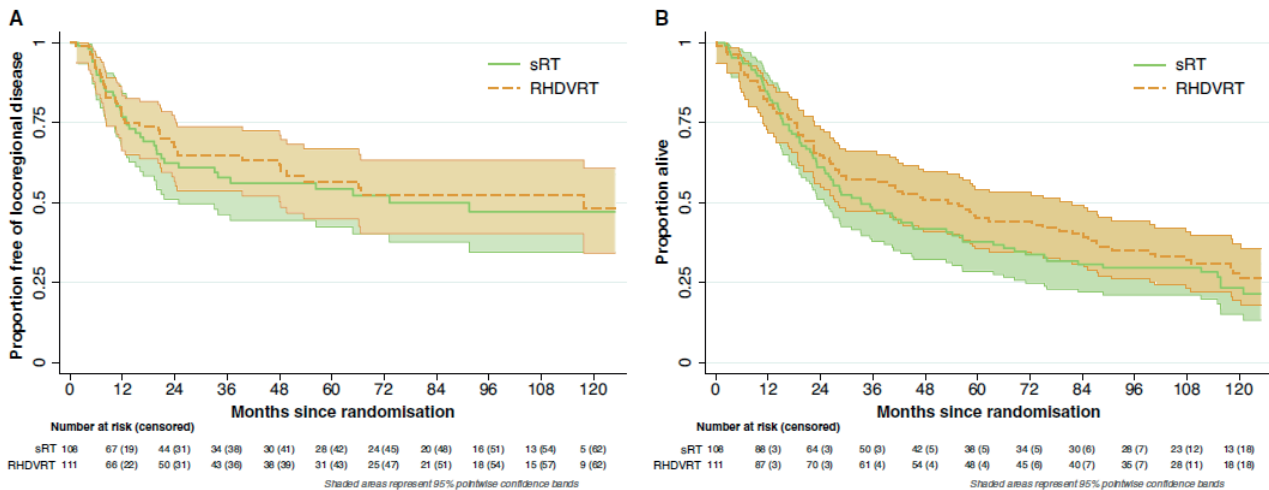 A
Proportion free of locoregional disease
1
0.75
0.5
0.25
0
sRT
RHDVRT
0 12 24 36 48 60 72 84 96 108 120
Months since randomisation
Number at risk (censored)
sRT 108 67 (19) 44 (31) 34 (38) 30 (41) 28 (42) 24 (45) 20 (48) 16 (51) 13 (54) 5 (62)
RHDVRT 111 66 (22) 50 (31) 43 (36) 38 (39) 31 (43) 25 (47) 21 (51) 18 (54) 15 (57) 9 (62)
Shaded areas represent 95% pointwise confidence bands
B
Proportion alive
1
0.75
0.5
0.25
0
sRT
RHDVRT
0 12 24 36 48 60 72 84 96 108 120
Months since randomisation
Number at risk (censored)
sRT 108 88 (3) 64 (3) 50 (3) 42 (5) 38 (5) 34 (5) 30 (6) 28 (7) 23 (12) 13 (18)
RHDVRT 111 87 (3) 70 (3) 61 (4) 54 (4) 48 (4) 45 (6) 40 (7) 35 (7) 28 (11) 18 (18)
Shaded areas represent 95% pointwise confidence bands